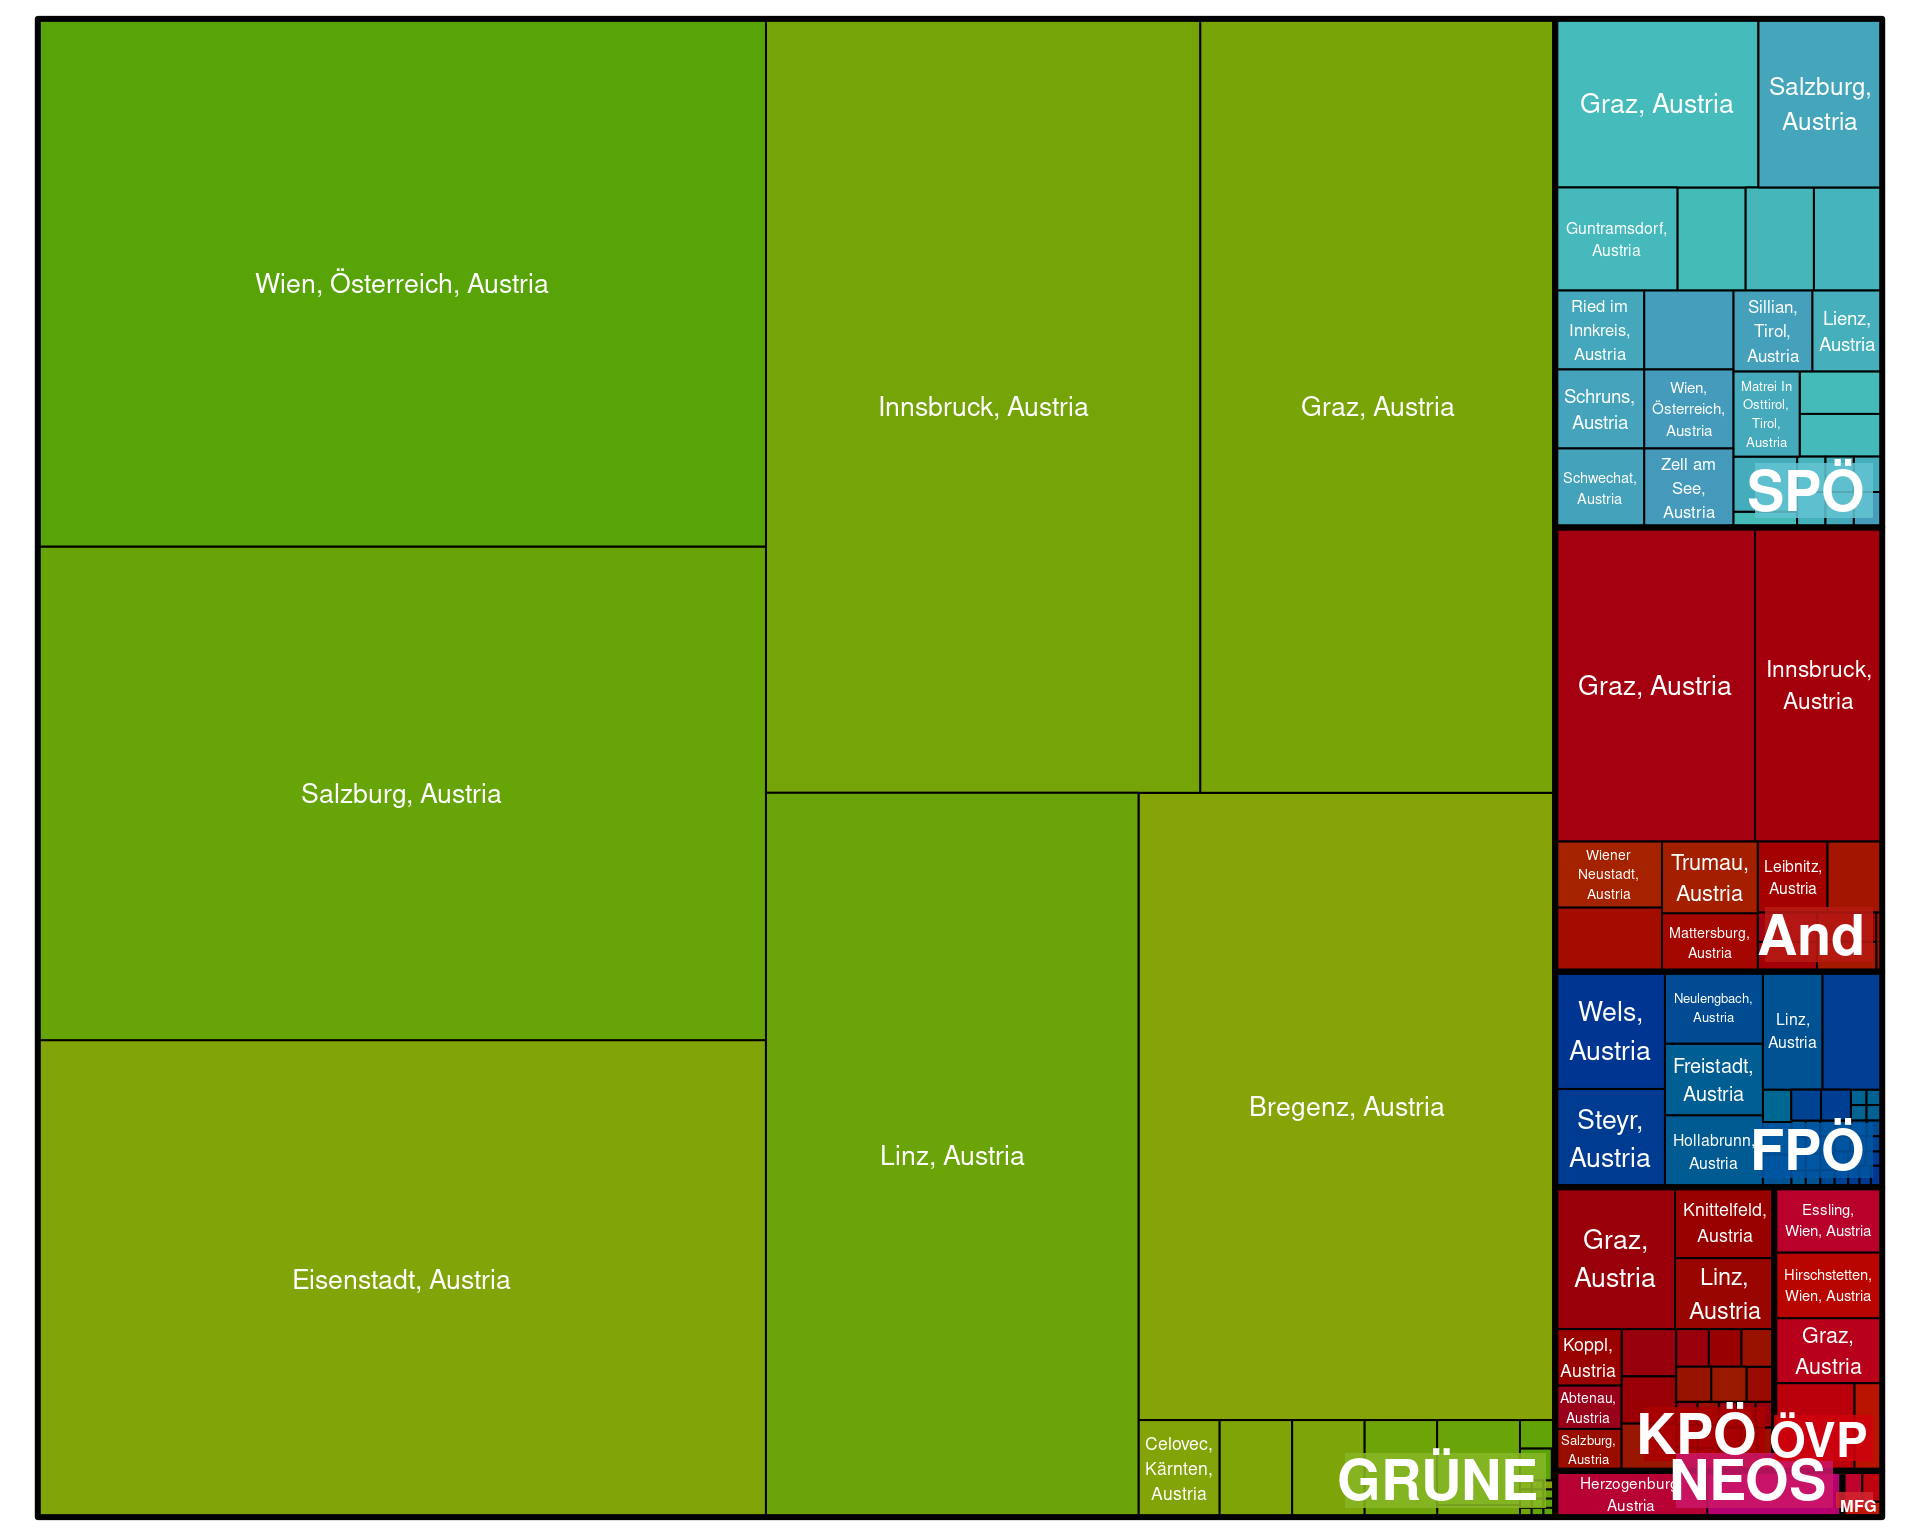 Wien, Österreich, Austria
Salzburg, Austria
Eisenstadt, Austria
Innsbruck, Austria
Graz, Austria
Linz, Austria
Bregenz, Austria
Celovec,
Kärnten,
Austria
GRÜNE
Graz, Austria
Salzburg,
Austria
Guntramsdorf,
Austria
Ried im
Innkreis,
Austria
Sillian,
Tirol,
Austria
Lienz,
Austria
Schruns,
Austria
Wien,
Österreich,
Austria
Matrei In
Osttirol,
Tirol,
Austria
Schwechat,
Austria
Zell am
See,
Austria
SPÖ
Graz, Austria
Innsbruck,
Austria
Wiener
Neustadt,
Austria
Trumau,
Austria
Leibnitz,
Austria
Mattersburg,
Austria
And
Wels,
Austria
Neulengbach,
Austria
Linz,
Austria
Freistadt,
Austria
Steyr,
Austria
Hollabrunn,
Austria
FPÖ
Graz,
Austria
Knittelfeld,
Austria
Linz,
Austria
Koppl,
Austria
Abtenau,
Austria
Salzburg,
Austria
KPÖ
Essling,
Wien, Austria
Hirschstetten,
Wien, Austria
Graz,
Austria
ÖVP
Herzogenburg
Austria
NEOS
MFG